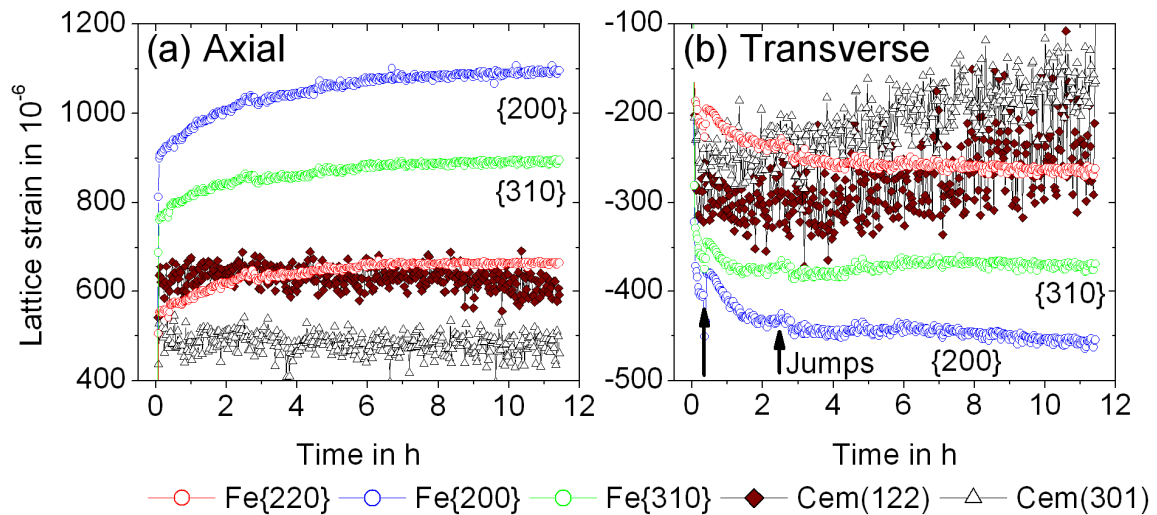 (a) Axial
(b) Transverse
Lattice strain in 10⁻⁶
1200
1000
800
600
400
{200}
{310}
0 2 4 6 8 10 12
Time in h
-100
-200
-300
-400
-500
{310}
{200}
Jumps
0 2 4 6 8 10 12
Time in h
Fe{220} Fe{200} Fe{310} Cem(122) Cem(301)